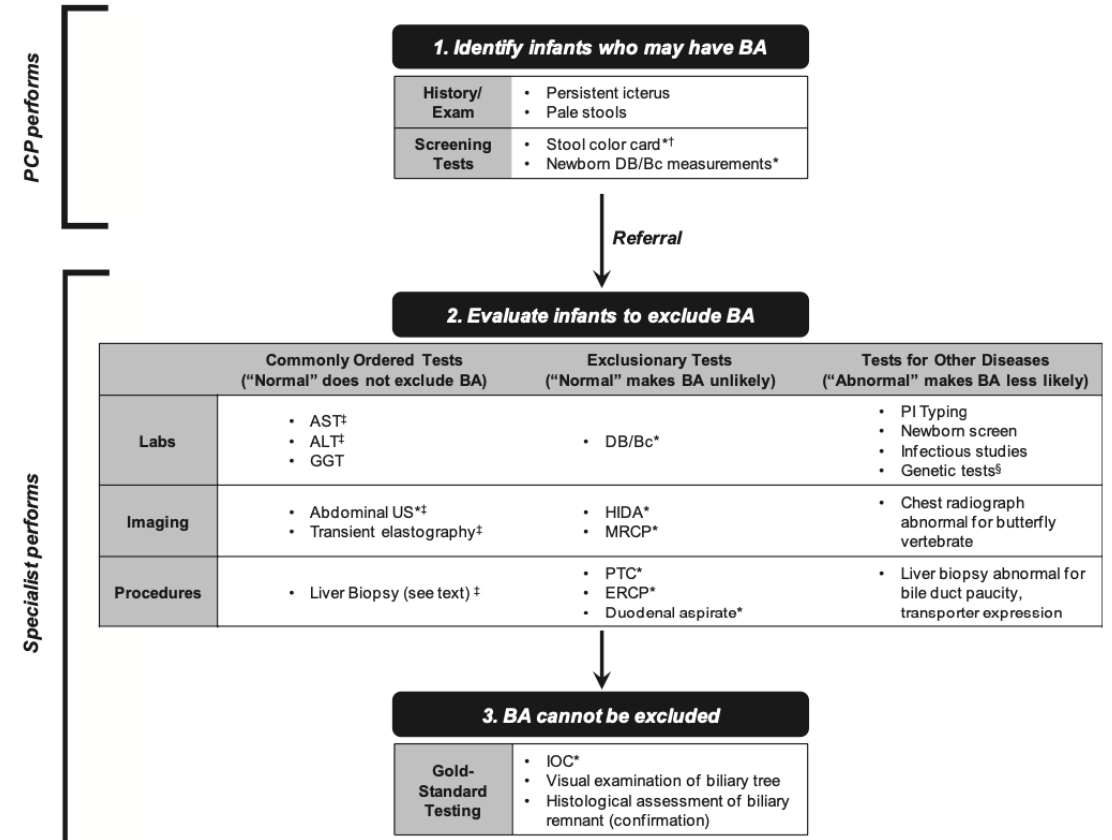 PCP performs
1. Identify infants who may have BA
History/
Exam
• Persistent icterus
• Pale stools
Screening
Tests
• Stool color card*†
• Newborn DB/Bc measurements*
Referral
Specialist performs
2. Evaluate infants to exclude BA
Commonly Ordered Tests
("Normal" does not exclude BA)
Exclusionary Tests
("Normal" makes BA unlikely)
Tests for Other Diseases
("Abnormal" makes BA less likely)
Labs
• AST‡
• ALT‡
• GGT
• DB/Bc*
• PI Typing
• Newborn screen
• Infectious studies
• Genetic tests§
Imaging
• Abdominal US*‡
• Transient elastography‡
• HIDA*
• MRCP*
• Chest radiograph
abnormal for butterfly
vertebrate
Procedures
• Liver Biopsy (see text) ‡
• PTC*
• ERCP*
• Duodenal aspirate*
• Liver biopsy abnormal for
bile duct paucity,
transporter expression
3. BA cannot be excluded
Gold-
Standard
Testing
• IOC*
• Visual examination of biliary tree
• Histological assessment of biliary
remnant (confirmation)